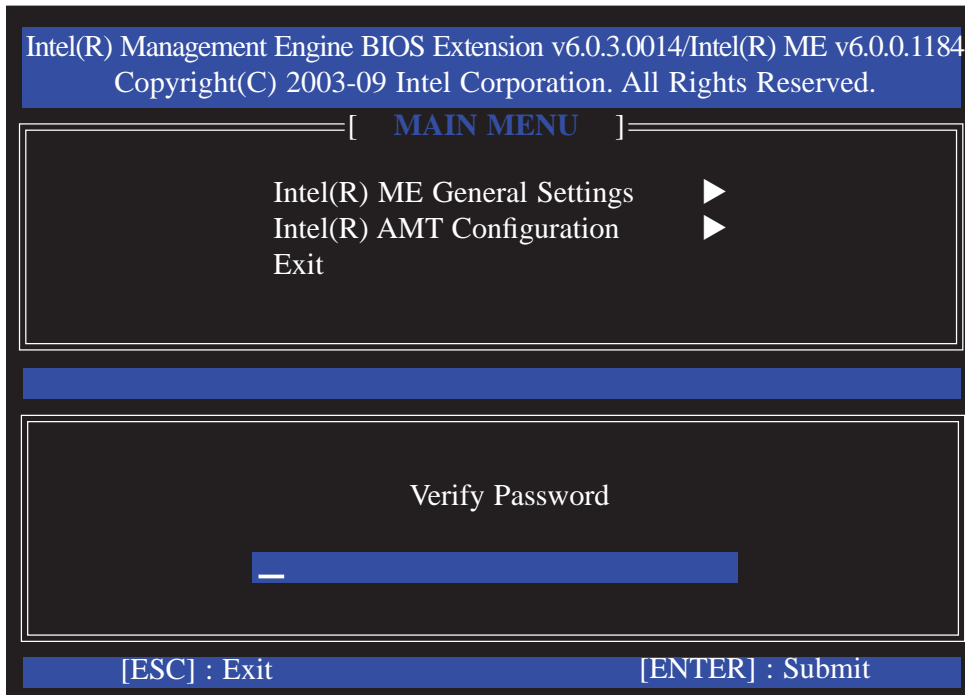 Intel(R) Management Engine BIOS Extension v6.0.3.0014/Intel(R) ME v6.0.0.1184
Copyright(C) 2003-09 Intel Corporation. All Rights Reserved.
[ MAIN MENU ]
Intel(R) ME General Settings ▶
Intel(R) AMT Configuration ▶
Exit
Verify Password
[ESC] : Exit [ENTER] : Submit